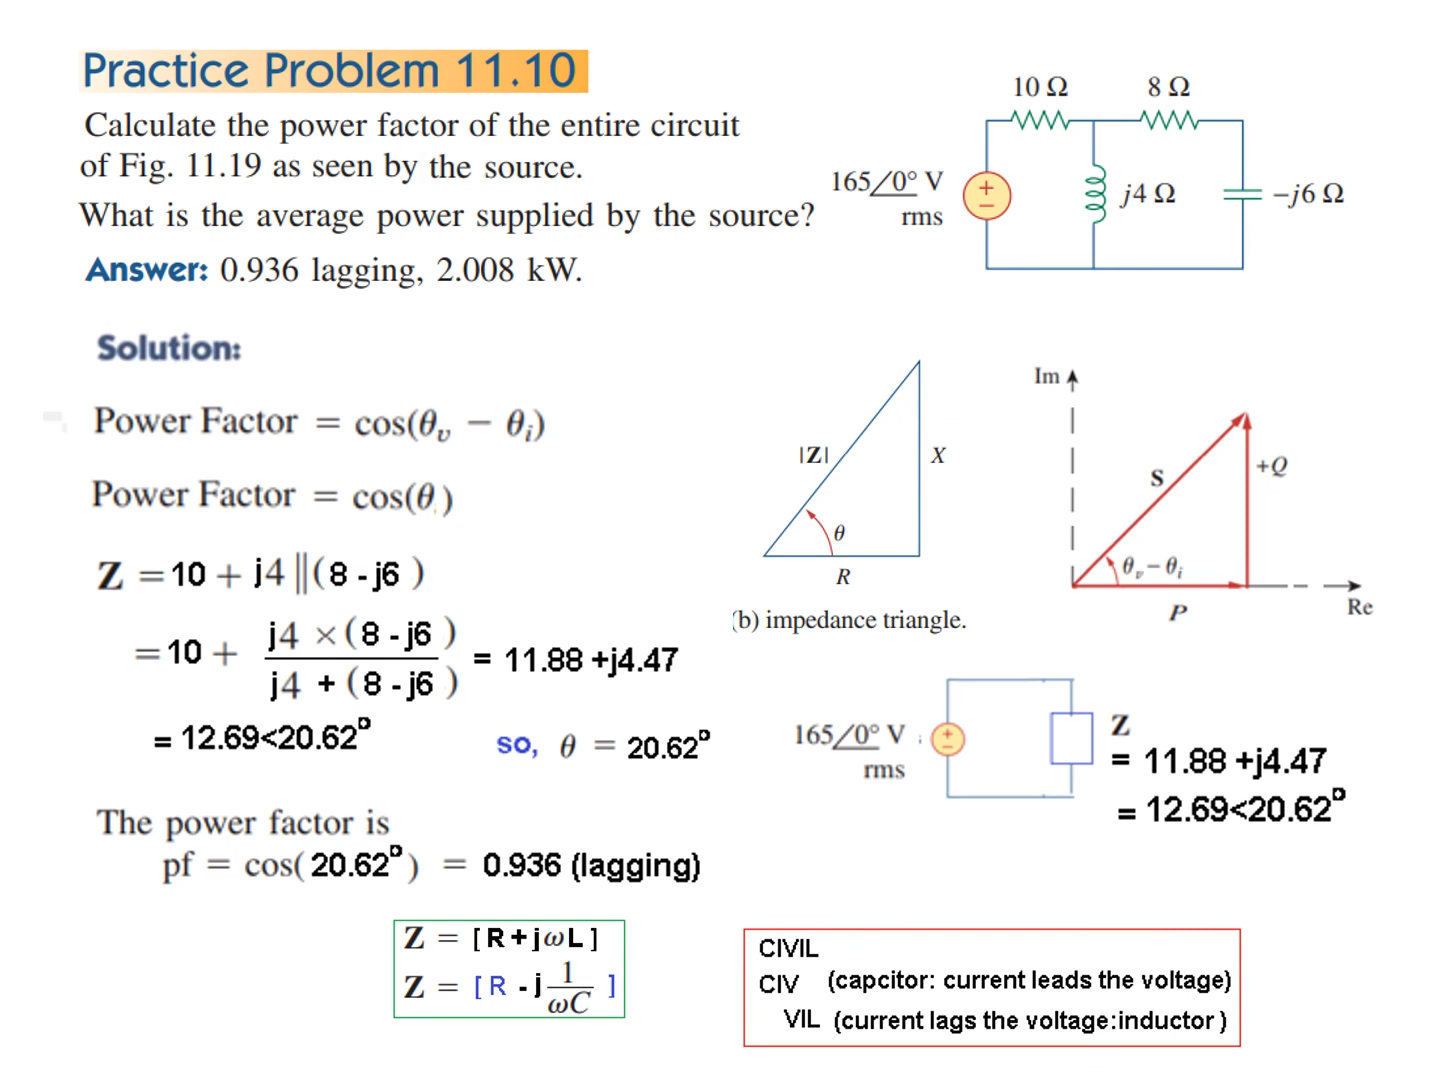 Practice Problem 11.10
Calculate the power factor of the entire circuit
of Fig. 11.19 as seen by the source.
What is the average power supplied by the source?
Answer: 0.936 lagging, 2.008 kW.
10 Ω
8 Ω
165/0° V
rms
+
−
j4 Ω
−j6 Ω
Solution:
Power Factor = cos(θv − θi)
Power Factor = cos(θ )
Z = 10 + j4 ||(8 - j6 )
= 10 + j4 ×(8 - j6 ) / j4 + (8 - j6 ) = 11.88 +j4.47
= 12.69<20.62°
so, θ = 20.62°
The power factor is
pf = cos( 20.62° ) = 0.936 (lagging)
|Z|
X
θ
R
(b) impedance triangle.
Im
S
+Q
θv − θi
P
Re
165/0° V
rms
+
−
Z
= 11.88 +j4.47
= 12.69<20.62°
Z = [ R+jωL ]
Z = [ R - j 1/ωC ]
CIVIL
CIV (capcitor: current leads the voltage)
VIL (current lags the voltage:inductor )